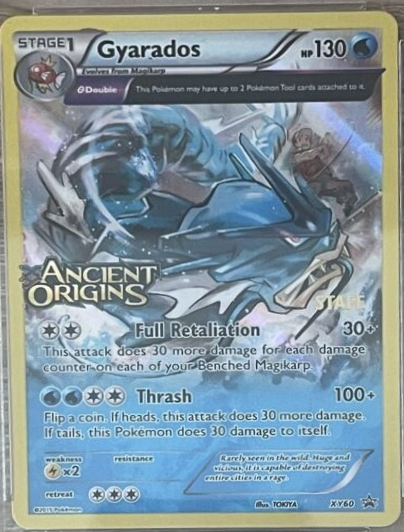 STAGE1 Gyarados HP130
Evolves from Magikarp
θDouble This Pokémon may have up to 2 Pokémon Tool cards attached to it.
ANCIENT
ORIGINS
STAFF
Full Retaliation 30+
This attack does 30 more damage for each damage
counter on each of your Benched Magikarp.
Thrash 100+
Flip a coin. If heads, this attack does 30 more damage.
If tails, this Pokémon does 30 damage to itself.
weakness resistance
×2
retreat
Rarely seen in the wild. Huge and
vicious, it is capable of destroying
entire cities in a rage.
©2015 Pokémon Illus. TOKIYA XY60